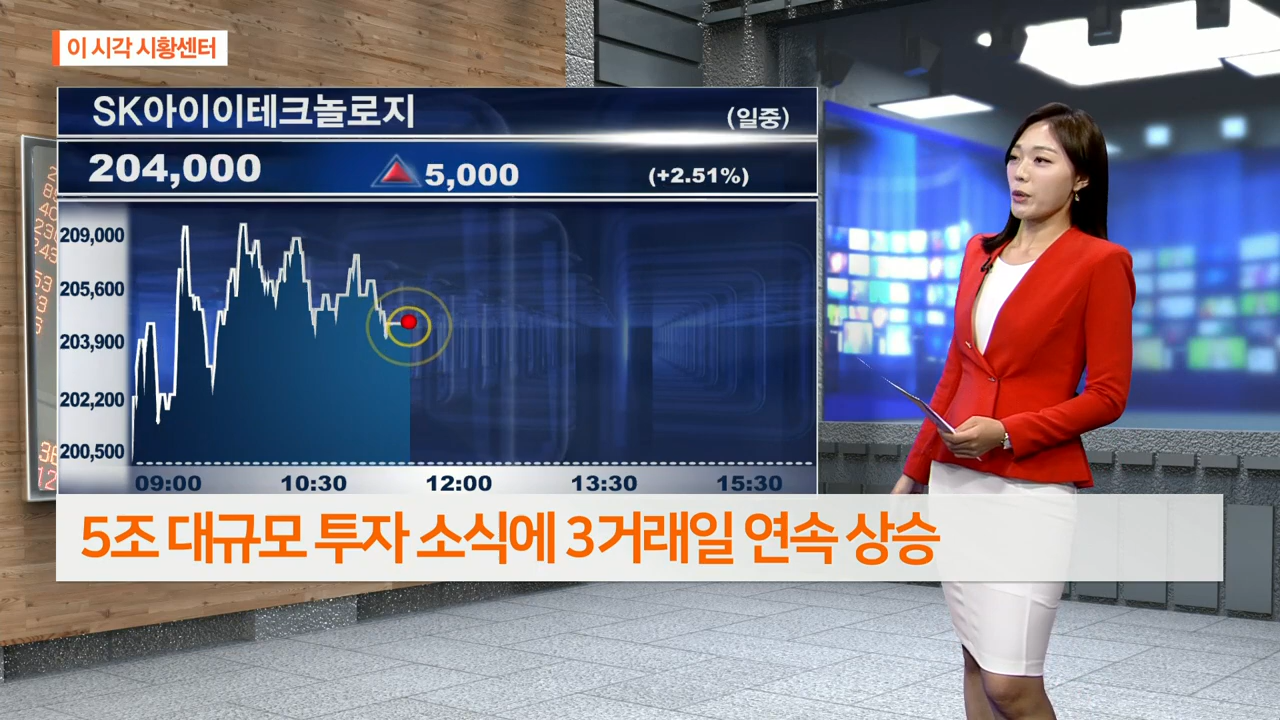 이 시각 시황센터
SK아이이테크놀로지 (일중)
204,000 5,000 (+2.51%)
209,000
205,600
203,900
202,200
200,500
09:00 10:30 12:00 13:30 15:30
5조 대규모 투자 소식에 3거래일 연속 상승